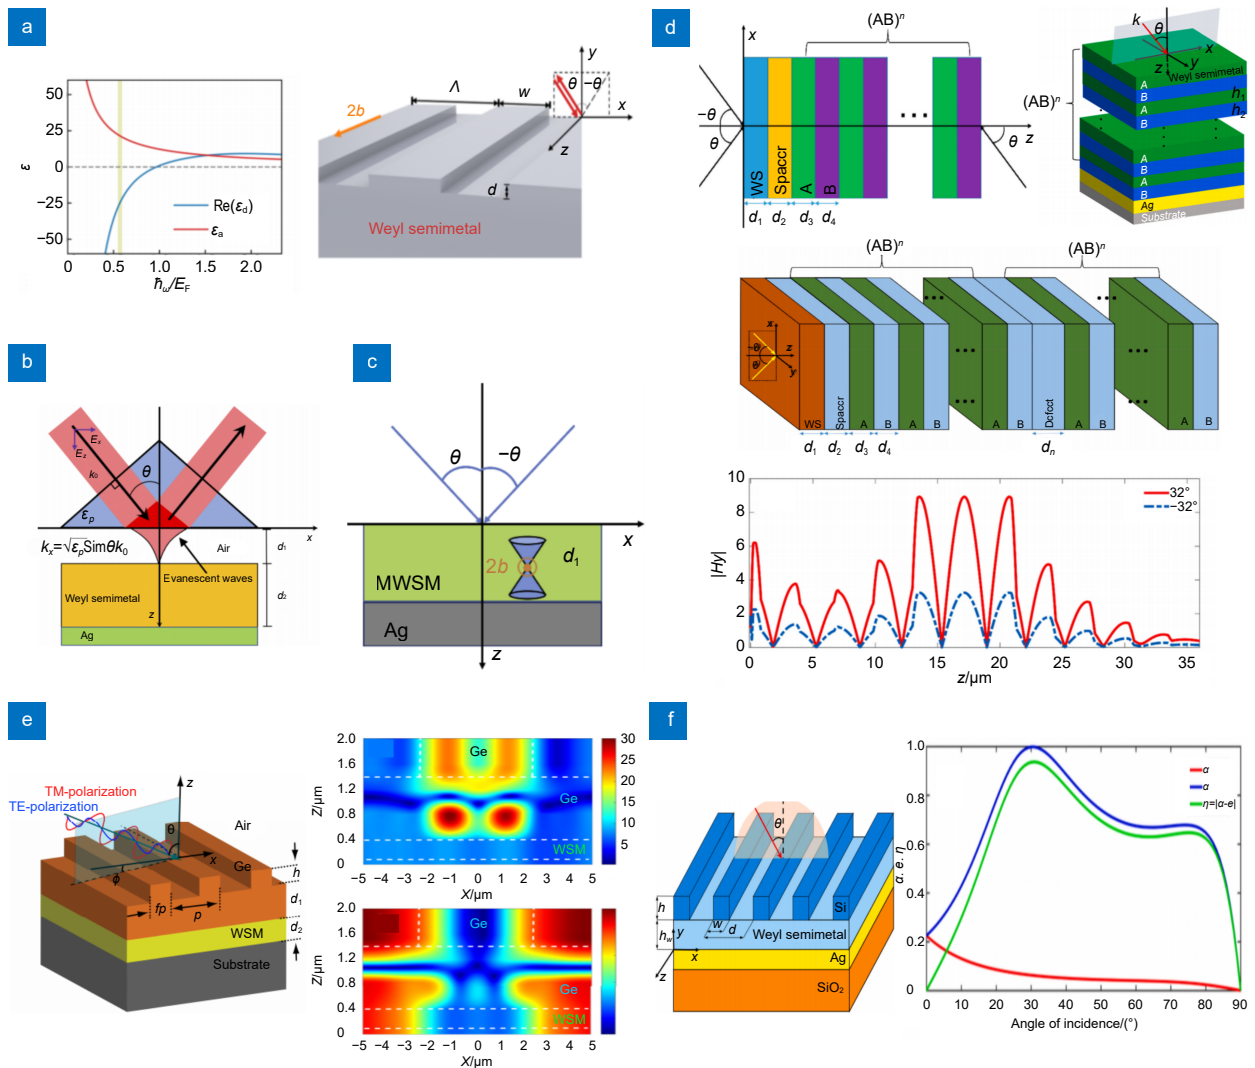 a
50
25
0
−25
−50
ε
Re(εd)
εa
0
0.5
1.0
1.5
2.0
ħω/EF
2b
Λ
w
d
Weyl semimetal
y
θ
−θ
x
z
b
Ex
Ez
k0
θ
εp
x
kx=√εpSimθk0
Air
d1
Evanescent waves
Weyl semimetal
d2
z
Ag
c
θ
−θ
x
MWSM
2b
d1
Ag
z
d
(AB)n
x
−θ
θ
z
θ
WS
Spaccr
A
B
d1
d2
d3
d4
k
θ
x
y
z
Weyl semimetal
(AB)n
A
B
A
B
h1
h2
A
B
A
B
Ag
Substrate
(AB)n
(AB)n
x
−θ
θ
z
y
WS
Spaccr
A
B
A
B
A
B
Dcfcct
A
B
A
B
d1
d2
d3
d4
dn
10
8
6
4
2
0
|Hy|
32°
−32°
0
5
10
15
20
25
30
35
z/μm
e
TM-polarization
TE-polarization
z
θ
Air
x
Ge
ϕ
h
fp
p
d1
WSM
d2
Substrate
2.0
1.6
1.2
0.8
0.4
0
Z/μm
Ge
Ge
WSM
30
25
20
15
10
5
−5
−4
−3
−2
−1
0
1
2
3
4
5
X/μm
2.0
1.6
1.2
0.8
0.4
0
Z/μm
Ge
Ge
WSM
−5
−4
−3
−2
−1
0
1
2
3
4
5
X/μm
f
θ
h
Si
w
d
hw
y
Weyl semimetal
x
z
Ag
SiO2
1.0
0.8
0.6
0.4
0.2
0
α. e. η
α
α
η=|α-e|
0
10
20
30
40
50
60
70
80
90
Angle of incidence/(°)